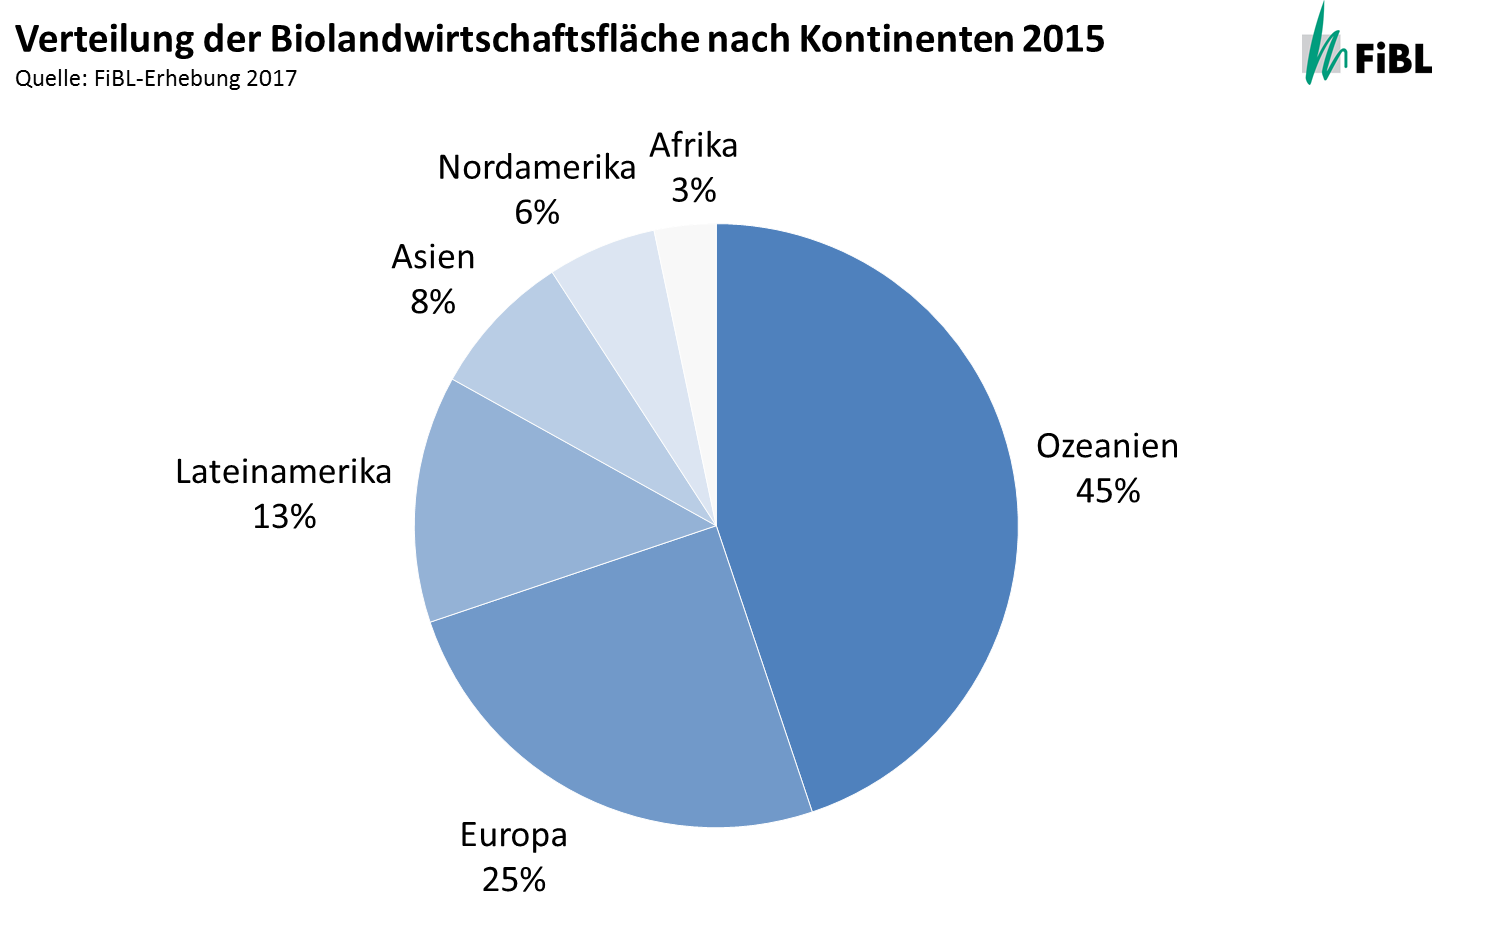 Verteilung der Biolandwirtschaftsfläche nach Kontinenten 2015
Quelle: FiBL-Erhebung 2017
FiBL
Afrika
3%
Nordamerika
6%
Asien
8%
Ozeanien
45%
Lateinamerika
13%
Europa
25%